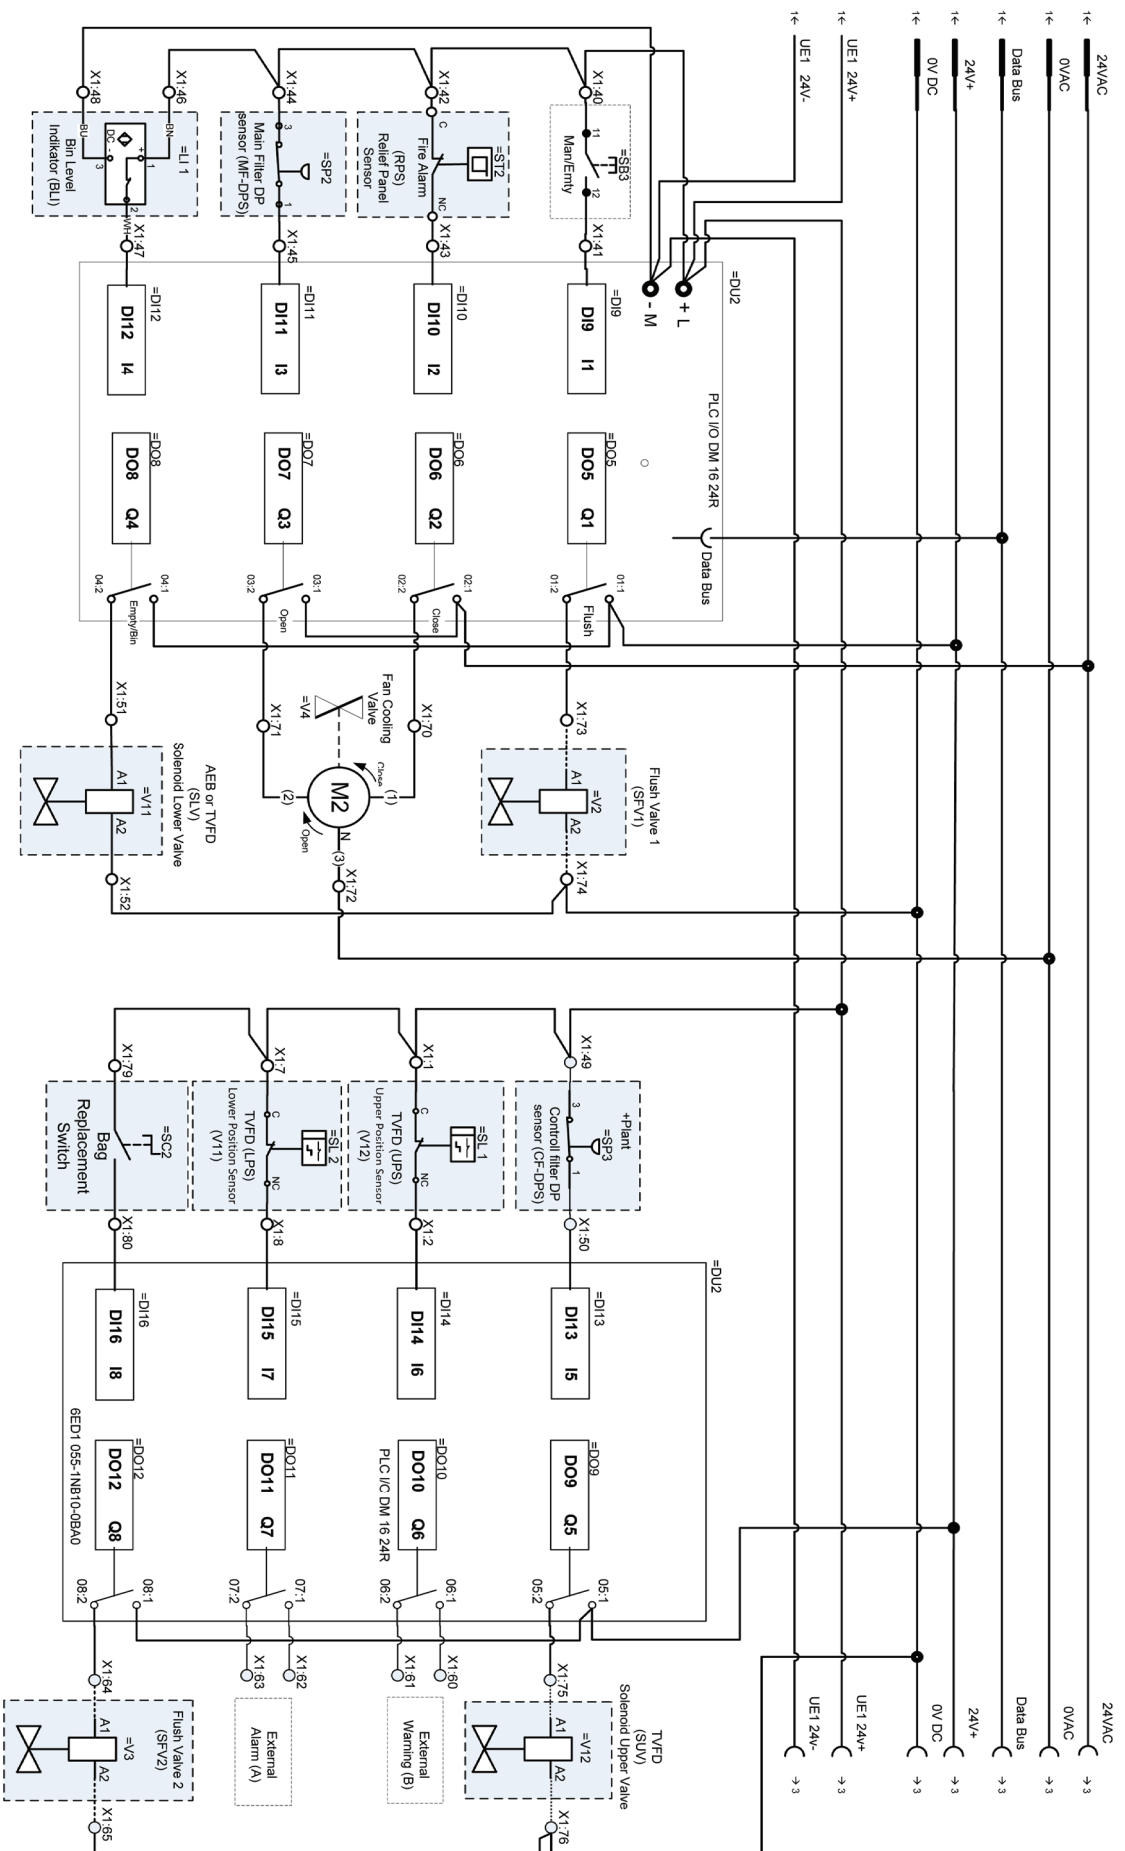 24VAC
0VAC
Data Bus
24V+
0V DC
UE1 24V+
UE1 24V-
1
1
1
1
1
1
1
X1:40
X1:42
X1:44
X1:46
X1:48
11
12
=SB3
Man/Emty
C
NC
=ST2
Fire Alarm
(RPS)
Relief Panel
Sensor
3
1
=SP2
Main Filter DP
sensor (MF-DPS)
BN
BU
WH
DC
+
-
1
3
2
=LI 1
Bin Level
Indikator (BLI)
X1:41
X1:43
X1:45
X1:47
=DU2
+ L
- M
PLC I/O DM 16 24R
=DI9
DI9 I1
=DI10
DI10 I2
=DI11
DI11 I3
=DI12
DI12 I4
=DO5
DO5 Q1
=DO6
DO6 Q2
=DO7
DO7 Q3
=DO8
DO8 Q4
Data Bus
01:1
01:2
Flush
02:1
02:2
Close
03:1
03:2
Open
04:1
04:2
Empty/Bin
X1:73
X1:70
X1:71
X1:51
Fan Cooling
Valve
=V4
M2
Close
Open
(1)
(2)
N
(3)
X1:72
Flush Valve 1
(SFV1)
A1
=V2
A2
X1:74
AEB or TVFD
(SLV)
Solenoid Lower Valve
A1
=V11
A2
X1:52
X1:49
X1:1
X1:7
X1:79
+Plant
=SP3
3
1
Controll filter DP
sensor (CF-DPS)
=SL 1
C
NC
TVFD (UPS)
Upper Position Sensor
(V12)
=SL 2
C
NC
TVFD (LPS)
Lower Position Sensor
(V11)
=SC2
Bag
Replacement
Switch
X1:50
X1:2
X1:8
X1:80
=DU2
=DI13
DI13 I5
=DI14
DI14 I6
=DI15
DI15 I7
=DI16
DI16 I8
6ED1 055-1NB10-0BA0
=DO9
DO9 Q5
=DO10
DO10 Q6
PLC I/C DM 16 24R
=DO11
DO11 Q7
=DO12
DO12 Q8
05:1
05:2
06:1
06:2
07:1
07:2
08:1
08:2
X1:75
X1:60
X1:61
X1:62
X1:63
X1:64
TVFD
(SUV)
Solenoid Upper Valve
A1
=V12
A2
X1:76
External
Warning (B)
External
Alarm (A)
Flush Valve 2
(SFV2)
A1
=V3
A2
X1:65
24VAC
0VAC
Data Bus
24V+
0V DC
UE1 24v+
UE1 24v-
3
3
3
3
3
3
3